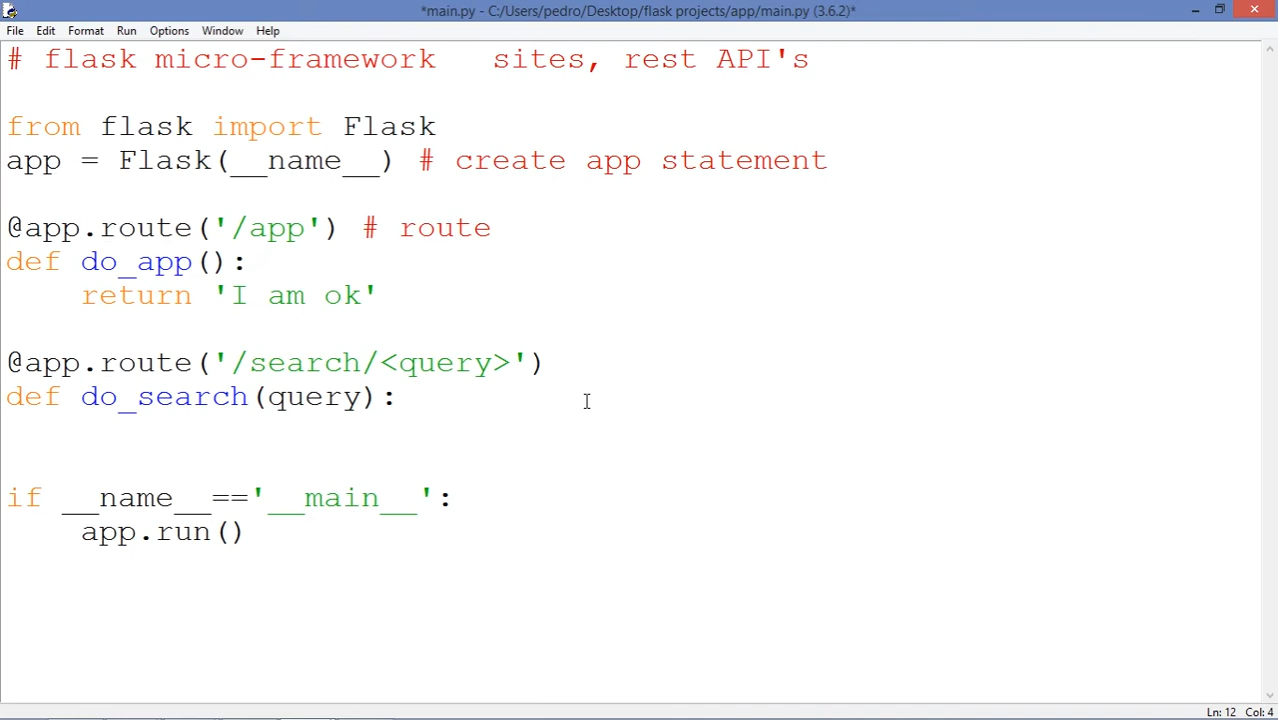 *main.py - C:/Users/pedro/Desktop/flask projects/app/main.py (3.6.2)*
File Edit Format Run Options Window Help
# flask micro-framework   sites, rest API's
from flask import Flask
app = Flask(__name__) # create app statement
@app.route('/app') # route
def do_app():
    return 'I am ok'
@app.route('/search/<query>')
def do_search(query):
if __name__=='__main__':
    app.run()
Ln: 12 Col: 4